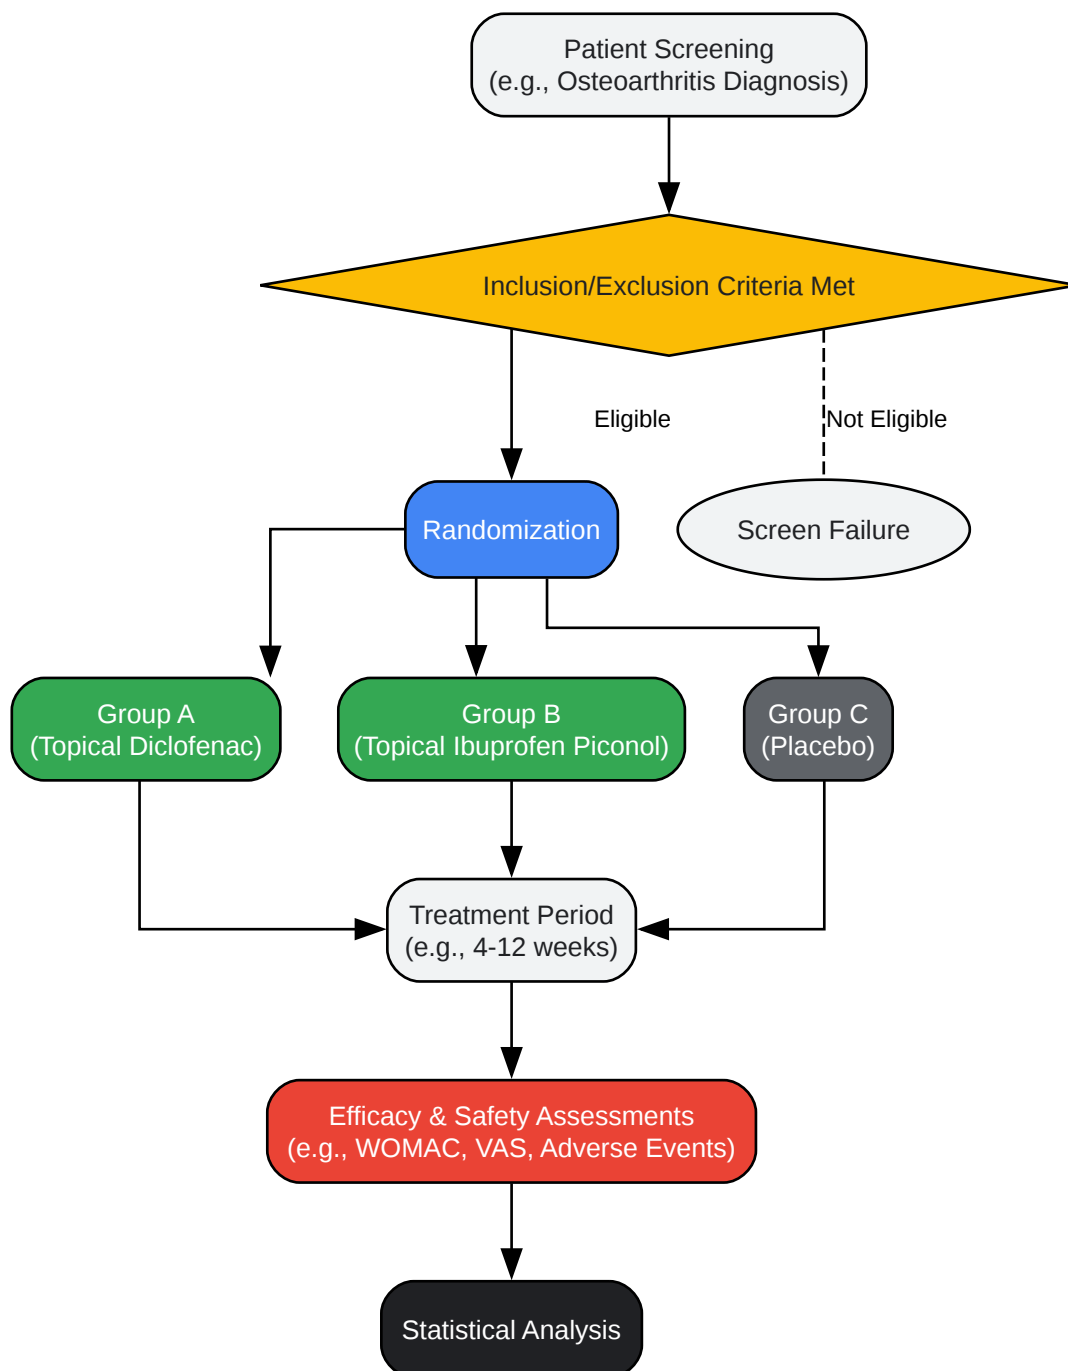 Patient Screening
(e.g., Osteoarthritis Diagnosis)
Inclusion/Exclusion Criteria Met
Eligible
Not Eligible
Randomization
Screen Failure
Group A
(Topical Diclofenac)
Group B
(Topical Ibuprofen Piconol)
Group C
(Placebo)
Treatment Period
(e.g., 4-12 weeks)
Efficacy & Safety Assessments
(e.g., WOMAC, VAS, Adverse Events)
Statistical Analysis